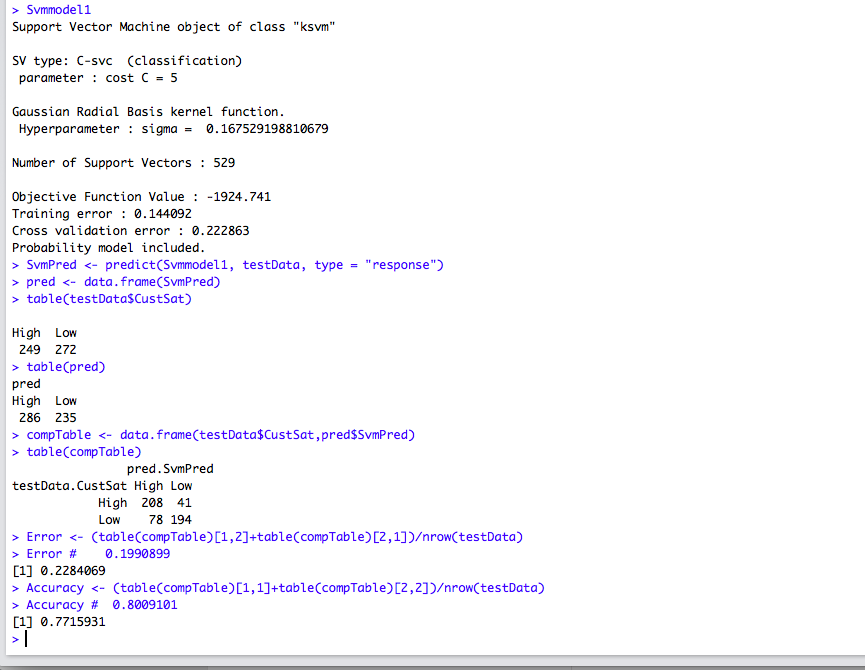 > Svmmodel1
Support Vector Machine object of class "ksvm"
SV type: C-svc  (classification)
 parameter : cost C = 5
Gaussian Radial Basis kernel function.
 Hyperparameter : sigma =  0.167529198810679
Number of Support Vectors : 529
Objective Function Value : -1924.741
Training error : 0.144092
Cross validation error : 0.222863
Probability model included.
> SvmPred <- predict(Svmmodel1, testData, type = "response")
> pred <- data.frame(SvmPred)
> table(testData$CustSat)
High  Low
 249  272
> table(pred)
pred
High  Low
 286  235
> compTable <- data.frame(testData$CustSat,pred$SvmPred)
> table(compTable)
                pred.SvmPred
testData.CustSat High Low
            High  208  41
            Low    78 194
> Error <- (table(compTable)[1,2]+table(compTable)[2,1])/nrow(testData)
> Error #    0.1990899
[1] 0.2284069
> Accuracy <- (table(compTable)[1,1]+table(compTable)[2,2])/nrow(testData)
> Accuracy #  0.8009101
[1] 0.7715931
>